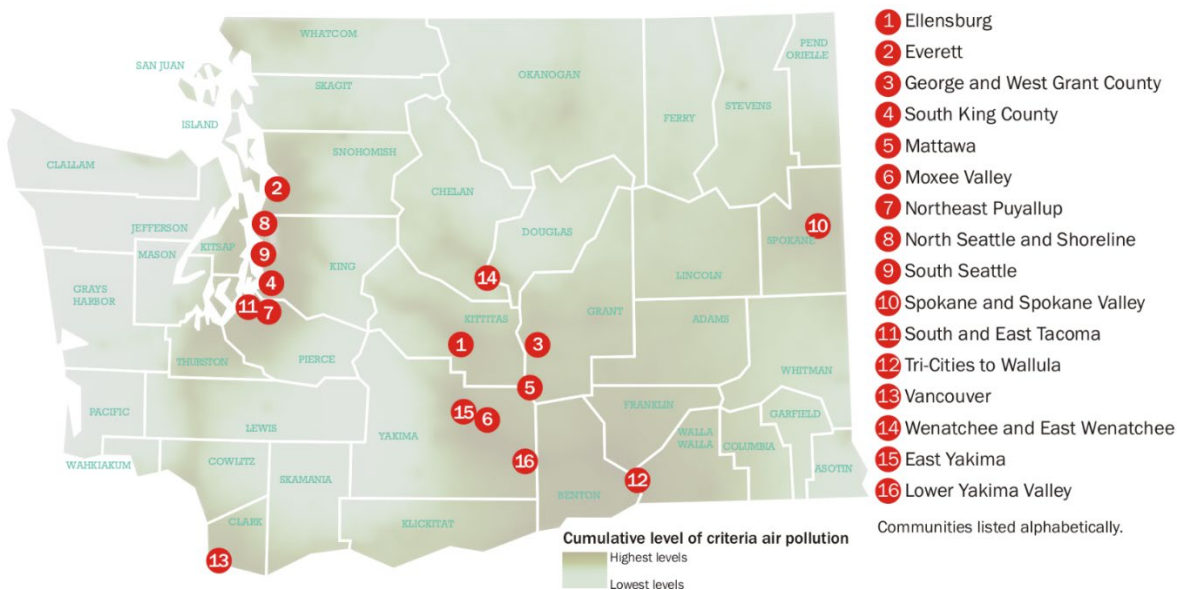 WHATCOM
SAN JUAN
SKAGIT
ISLAND
CLALLAM
SNOHOMISH
JEFFERSON
KITSAP
MASON
GRAYS
HARBOR
KING
THURSTON
PIERCE
PACIFIC
LEWIS
WAHKIAKUM
COWLITZ
SKAMANIA
CLARK
OKANOGAN
CHELAN
DOUGLAS
KITTITAS
YAKIMA
KLICKITAT
GRANT
BENTON
FERRY
STEVENS
PEND
ORIELLE
SPOKANE
LINCOLN
ADAMS
WHITMAN
FRANKLIN
WALLA
WALLA
COLUMBIA
GARFIELD
ASOTIN
2
8
9
4
11
7
13
14
1
3
5
15
6
16
12
10
Cumulative level of criteria air pollution
Highest levels
Lowest levels
1 Ellensburg
2 Everett
3 George and West Grant County
4 South King County
5 Mattawa
6 Moxee Valley
7 Northeast Puyallup
8 North Seattle and Shoreline
9 South Seattle
10 Spokane and Spokane Valley
11 South and East Tacoma
12 Tri-Cities to Wallula
13 Vancouver
14 Wenatchee and East Wenatchee
15 East Yakima
16 Lower Yakima Valley
Communities listed alphabetically.